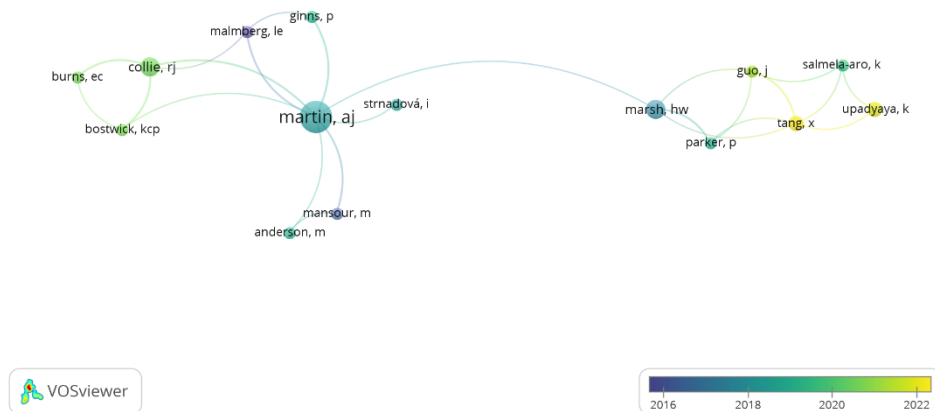 ginns, p
malmberg, le
salmela-aro, k
collie, rj
guo, j
burns, ec
strnadová, i
marsh, hw
upadyaya, k
martin, aj
tang, x
bostwick, kcp
parker, p
mansour, m
anderson, m
VOSviewer
2016 2018 2020 2022